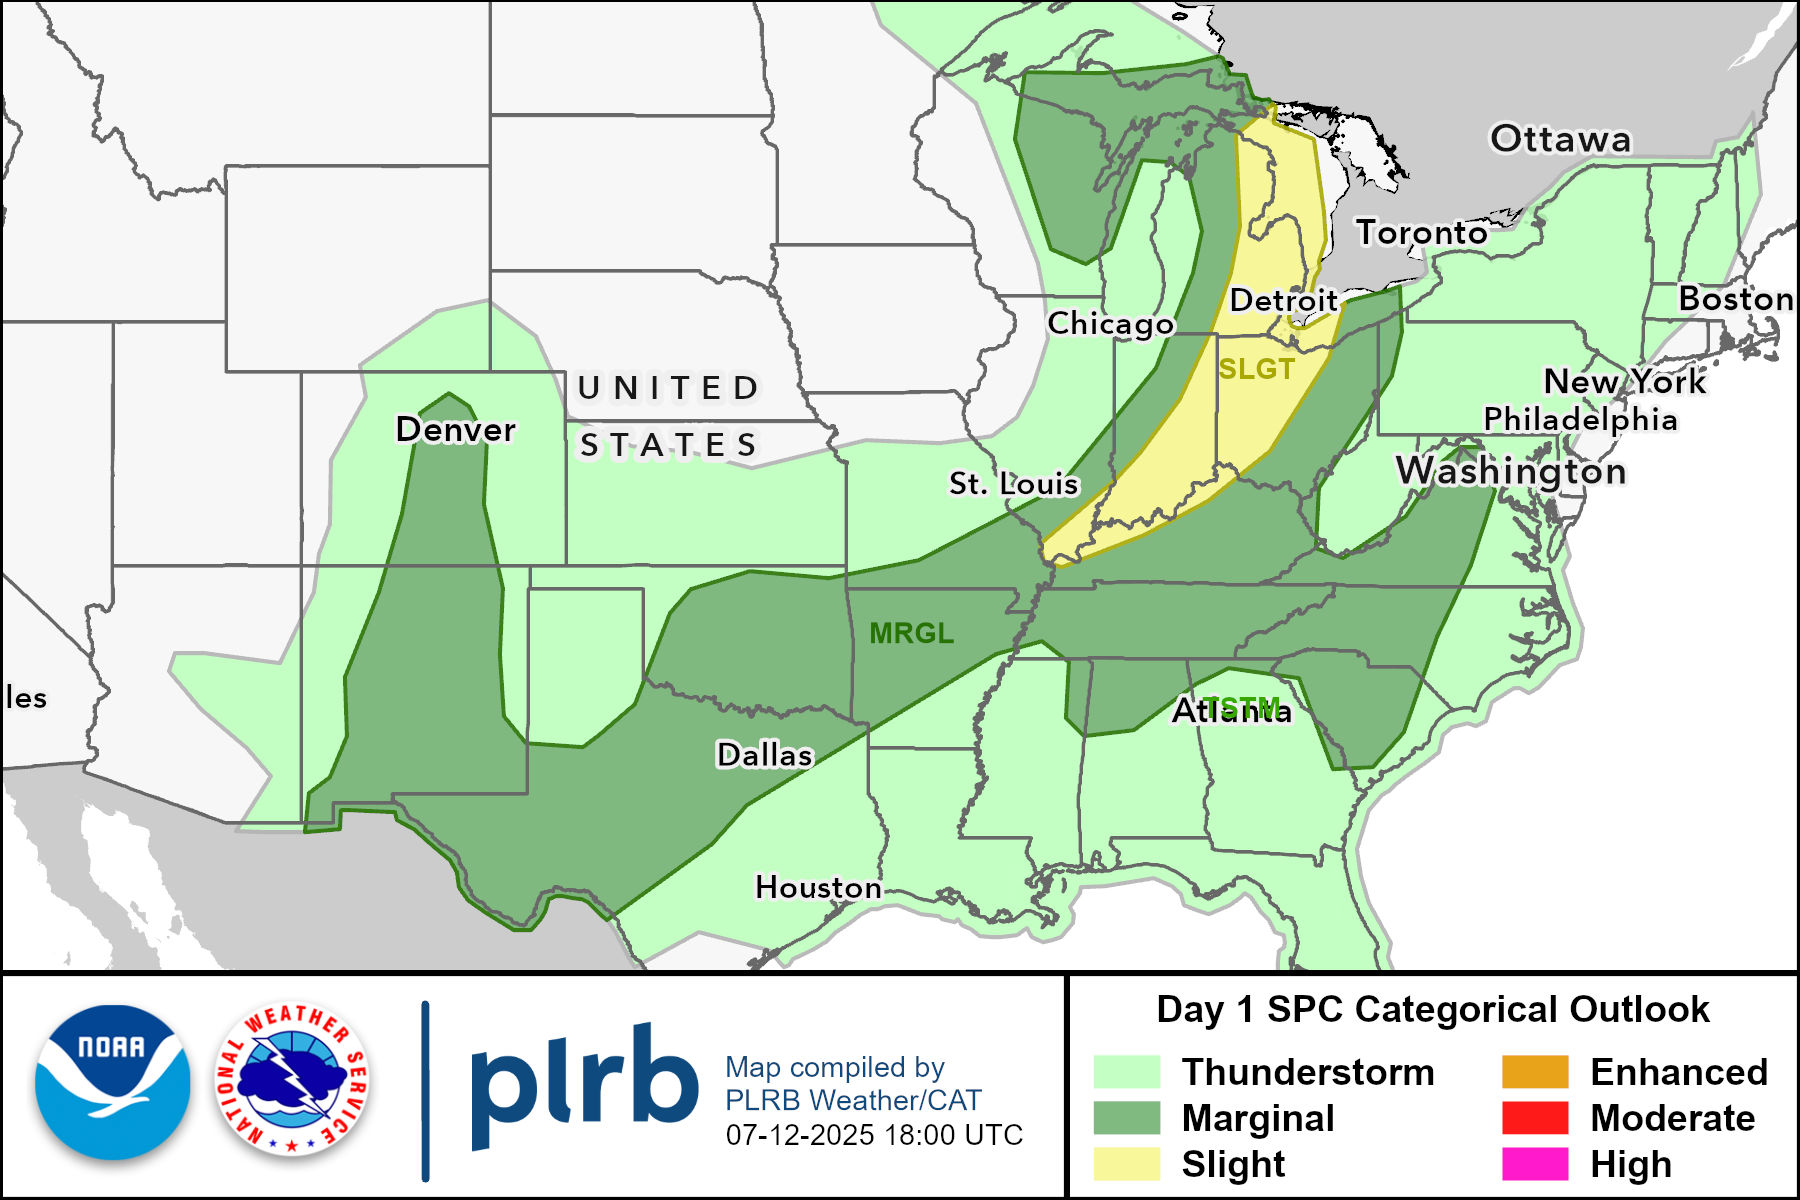 Ottawa
Toronto
Boston
Detroit
Chicago
SLGT
UNITED
New York
Denver
Philadelphia
STATES
Washington
St. Louis
MRGL
les
Atlanta
TSTM
Dallas
Houston
NOAA
NATIONAL WEATHER SERVICE
plrb
Map compiled by
PLRB Weather/CAT
07-12-2025 18:00 UTC
Day 1 SPC Categorical Outlook
Thunderstorm
Marginal
Slight
Enhanced
Moderate
High